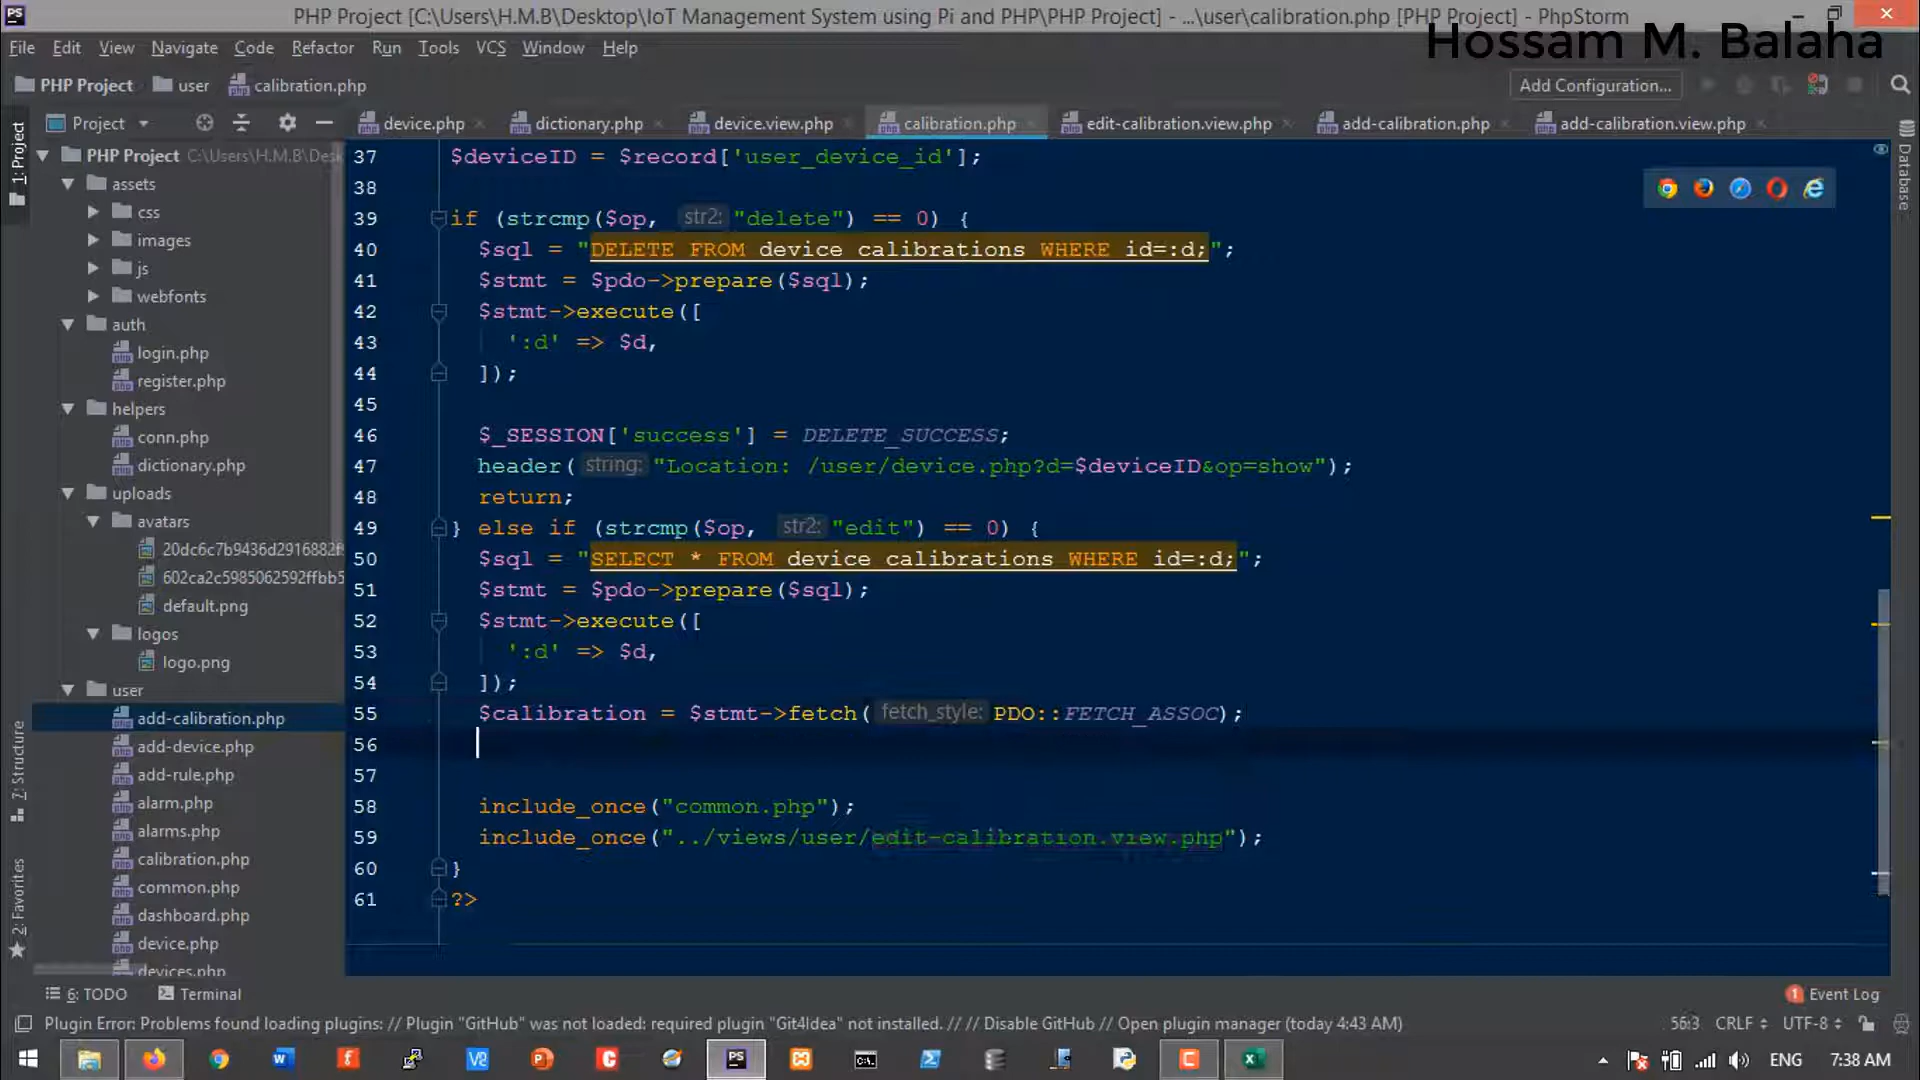 PHP Project [C:\Users\H.M.B\Desktop\IoT Management System using Pi and PHP\PHP Project] - ...\user\calibration.php [PHP Project] - PhpStorm
Hossam M. Balaha
File Edit View Navigate Code Refactor Run Tools VCS Window Help
PHP Project user calibration.php
Add Configuration...
Project
device.php dictionary.php device.view.php calibration.php edit-calibration.view.php add-calibration.php add-calibration.view.php
1: Project
7: Structure
2: Favorites
Database
PHP Project C:\Users\H.M.B\Desk
assets
css
images
js
webfonts
auth
login.php
register.php
helpers
conn.php
dictionary.php
uploads
avatars
default.png
logos
logo.png
user
add-calibration.php
add-device.php
add-rule.php
alarm.php
alarms.php
calibration.php
common.php
dashboard.php
device.php
devices.php
37 $deviceID = $record['user_device_id'];
38
39 if (strcmp($op, str2: "delete") == 0) {
40 $sql = "DELETE FROM device_calibrations WHERE id=:d;";
41 $stmt = $pdo->prepare($sql);
42 $stmt->execute([
43 ':d' => $d,
44 ]);
45
46 $_SESSION['success'] = DELETE_SUCCESS;
47 header( string: "Location: /user/device.php?d=$deviceID&op=show");
48 return;
49 } else if (strcmp($op, str2: "edit") == 0) {
50 $sql = "SELECT * FROM device_calibrations WHERE id=:d;";
51 $stmt = $pdo->prepare($sql);
52 $stmt->execute([
53 ':d' => $d,
54 ]);
55 $calibration = $stmt->fetch( fetch_style: PDO::FETCH_ASSOC);
56
57
58 include_once("common.php");
59 include_once("../views/user/edit-calibration.view.php");
60 }
61 ?>
6: TODO Terminal
1 Event Log
Plugin Error: Problems found loading plugins: // Plugin "GitHub" was not loaded: required plugin "Git4Idea" not installed. // // Disable GitHub // Open plugin manager (today 4:43 AM)
56:3 CRLF UTF-8
ENG 7:38 AM